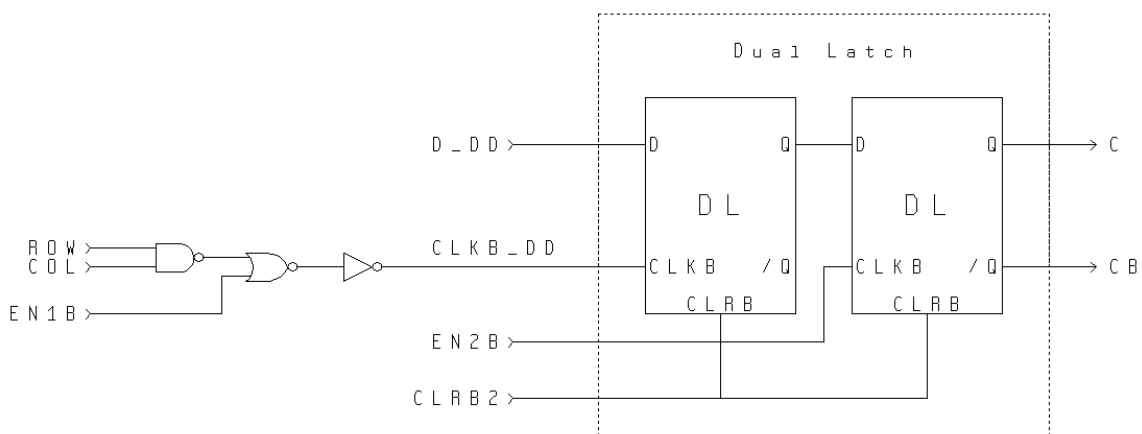 Dual Latch
D_DD D Q D Q C
DL DL
ROW
COL
CLKB_DD
CLKB /Q CLKB /Q CB
CLRB CLRB
EN1B
EN2B
CLRB2